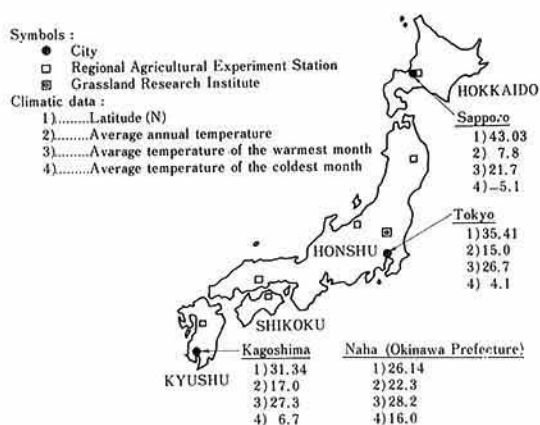 Symbols :
City
Regional Agricultural Experiment Station
Grassland Research Institute
Climatic data :
1)........Latitude (N)
2)........Average annual temperature
3)........Avarage temperature of the warmest month
4)........Average temperature of the coldest month
HOKKAIDO
Sapporo
1)43.03
2) 7.8
3)21.7
4)-5.1
Tokyo
1)35.41
2)15.0
3)26.7
4) 4.1
HONSHU
SHIKOKU
KYUSHU
Kagoshima
1)31.34
2)17.0
3)27.3
4) 6.7
Naha (Okinawa Prefecture)
1)26.14
2)22.3
3)28.2
4)16.0